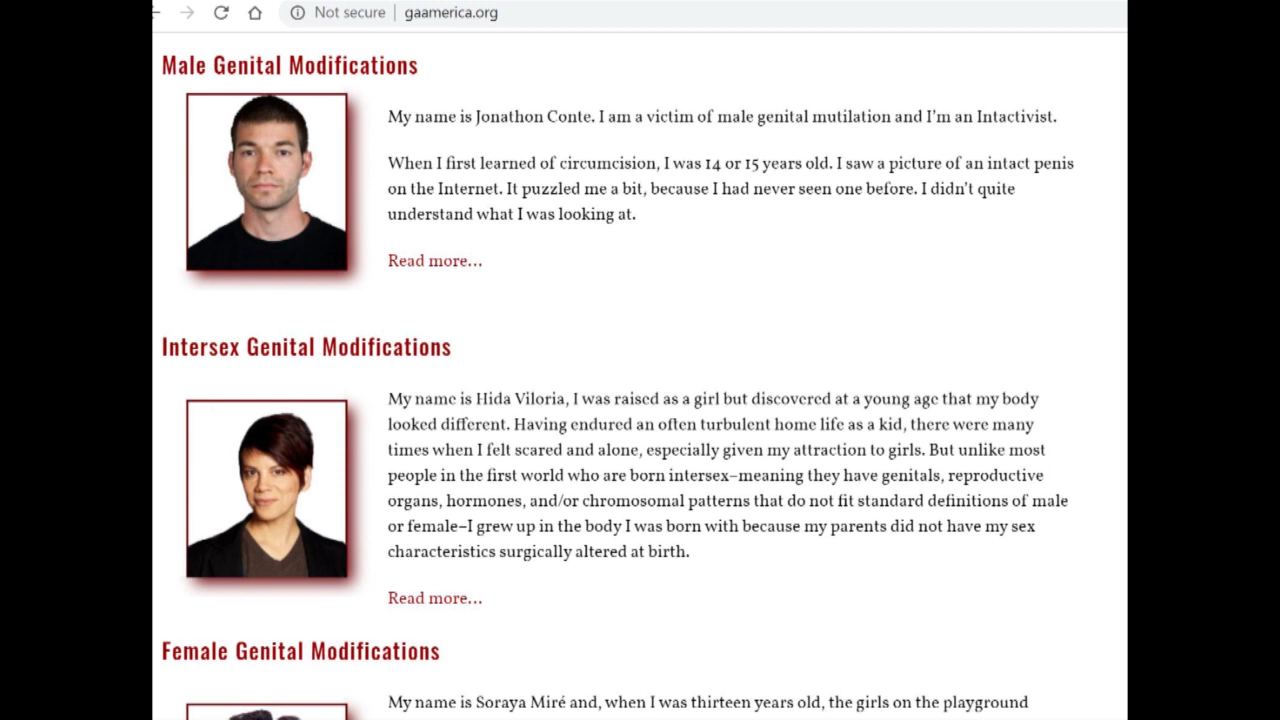 Not secure | gaamerica.org
Male Genital Modifications
My name is Jonathon Conte. I am a victim of male genital mutilation and I'm an Intactivist.
When I first learned of circumcision, I was 14 or 15 years old. I saw a picture of an intact penis
on the Internet. It puzzled me a bit, because I had never seen one before. I didn't quite
understand what I was looking at.
Read more…
Intersex Genital Modifications
My name is Hida Viloria, I was raised as a girl but discovered at a young age that my body
looked different. Having endured an often turbulent home life as a kid, there were many
times when I felt scared and alone, especially given my attraction to girls. But unlike most
people in the first world who are born intersex–meaning they have genitals, reproductive
organs, hormones, and/or chromosomal patterns that do not fit standard definitions of male
or female–I grew up in the body I was born with because my parents did not have my sex
characteristics surgically altered at birth.
Read more…
Female Genital Modifications
My name is Soraya Miré and, when I was thirteen years old, the girls on the playground